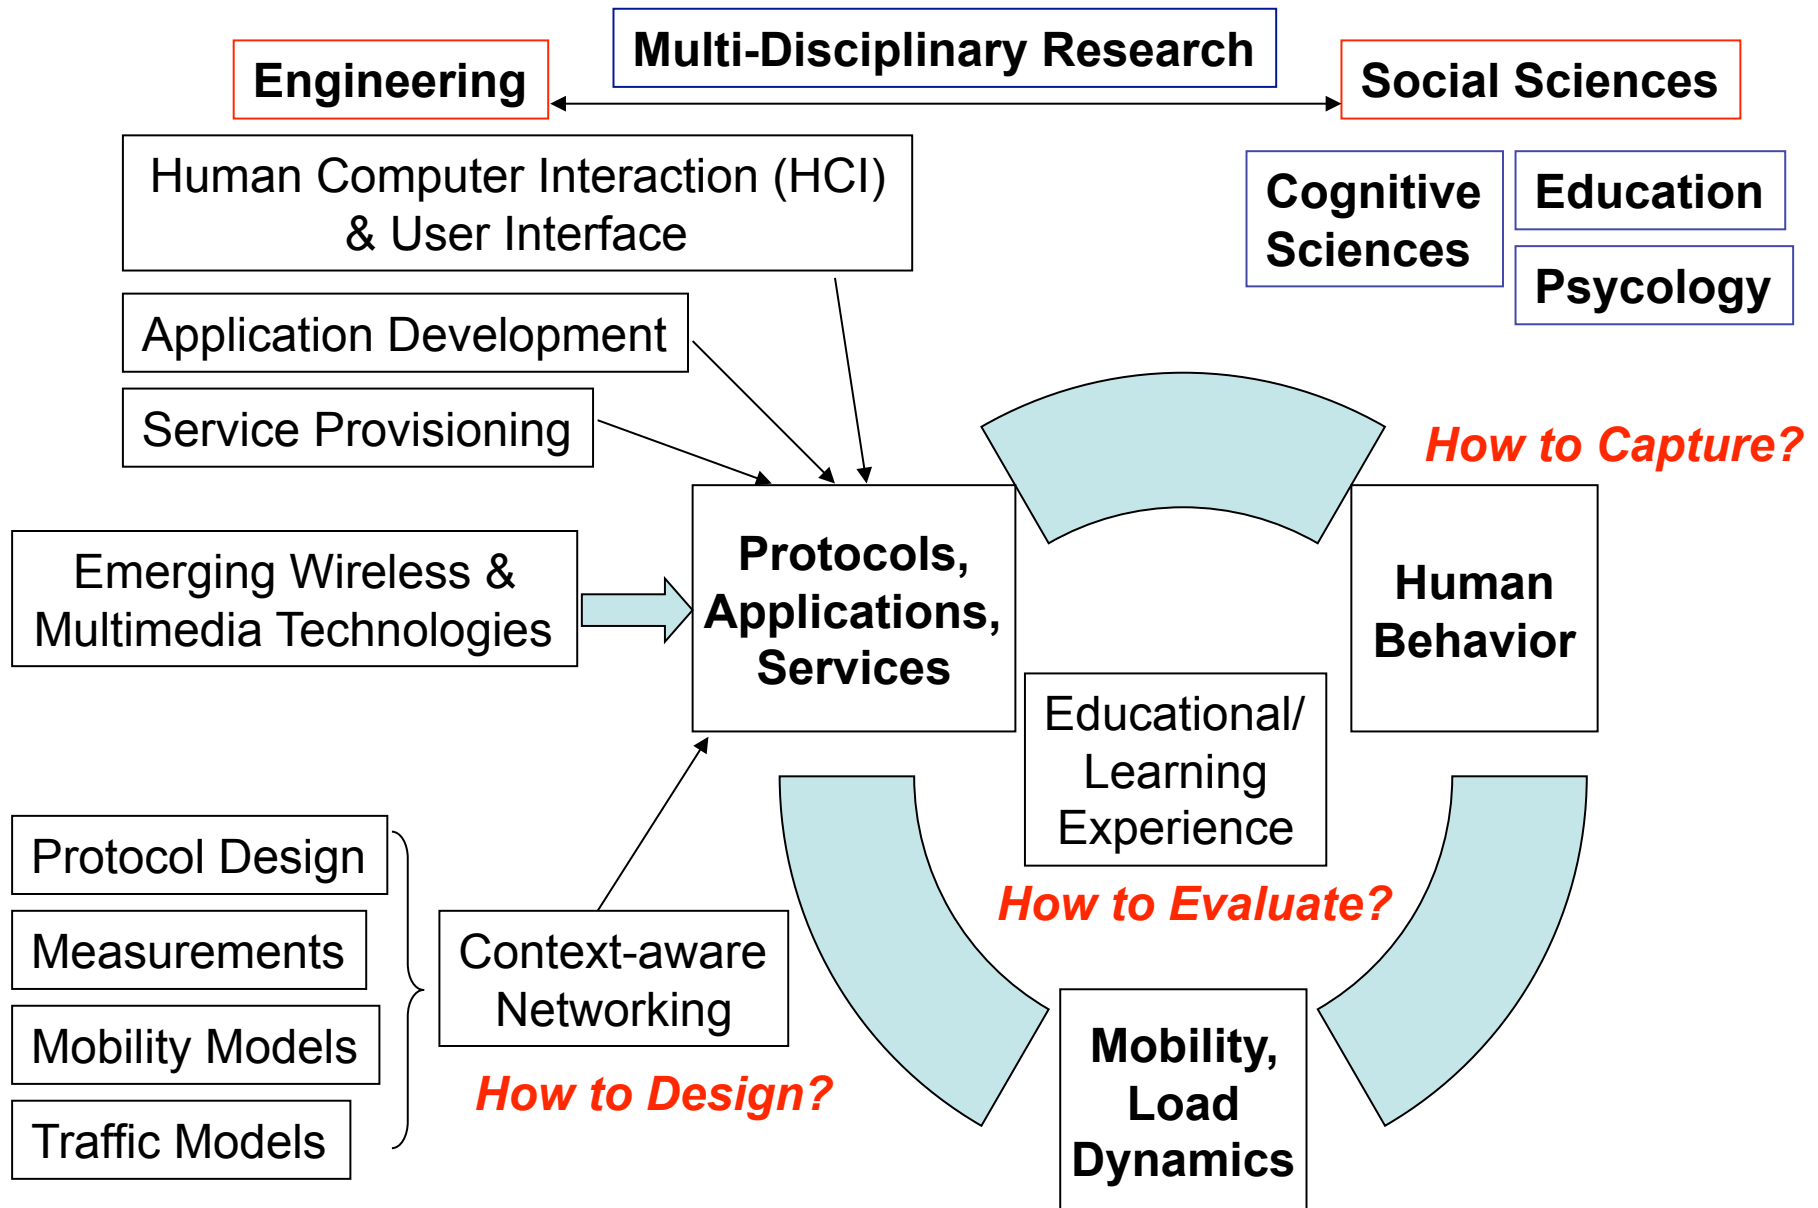 Multi-Disciplinary Research
Engineering
Social Sciences
Human Computer Interaction (HCI)
& User Interface
Cognitive
Sciences
Education
Psycology
Application Development
Service Provisioning
How to Capture?
Emerging Wireless &
Multimedia Technologies
Protocols,
Applications,
Services
Human
Behavior
Educational/
Learning
Experience
How to Evaluate?
Protocol Design
Measurements
Mobility Models
Traffic Models
Context-aware
Networking
How to Design?
Mobility,
Load
Dynamics